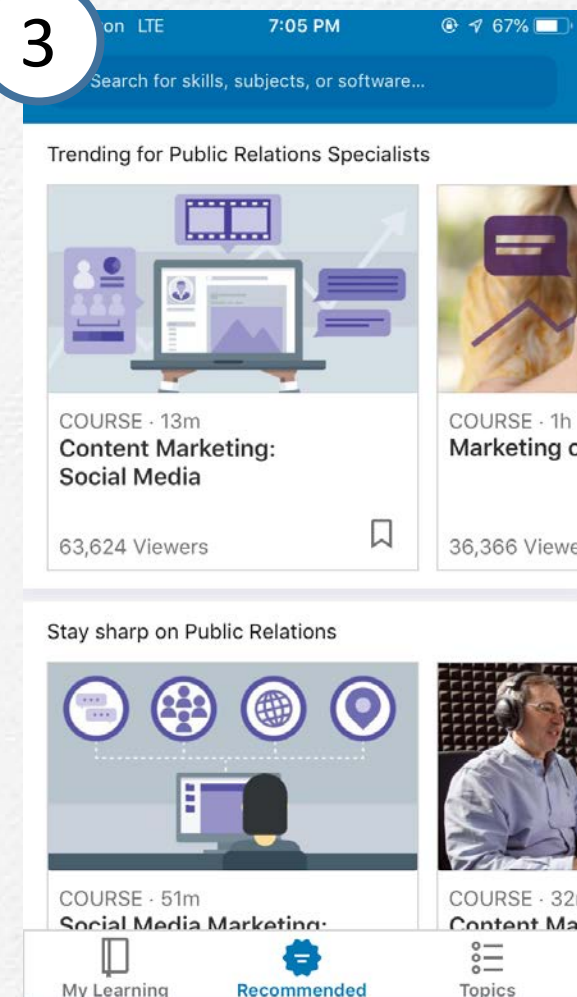 3
LTE 7:05 PM 67%
Search for skills, subjects, or software...
Trending for Public Relations Specialists
COURSE · 13m
Content Marketing:
Social Media
63,624 Viewers
COURSE · 1h
Marketing
36,366
Stay sharp on Public Relations
COURSE · 51m
Social Media Marketing:
COURSE ·
Content
My Learning
Recommended
Topics